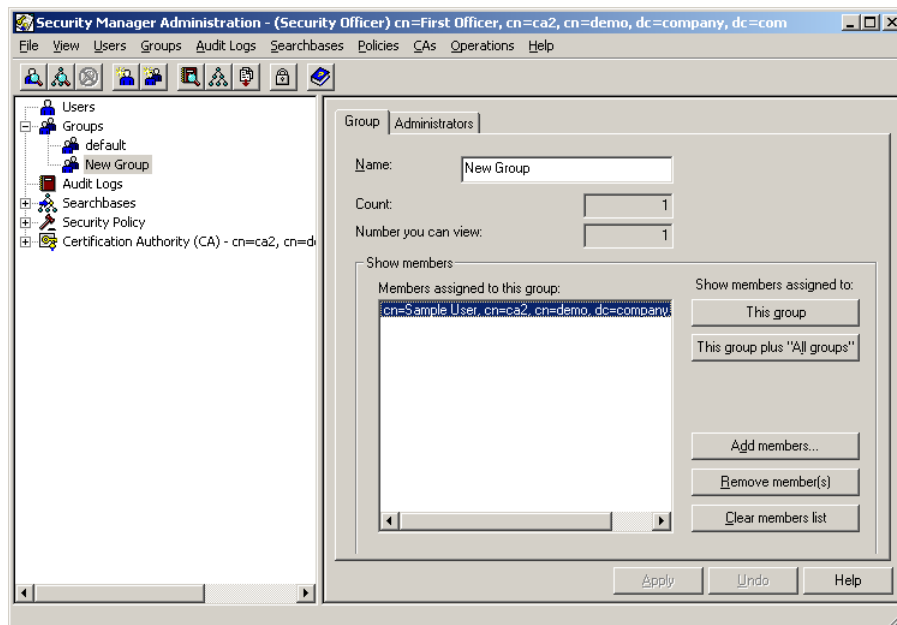 Security Manager Administration - (Security Officer) cn=First Officer, cn=ca2, cn=demo, dc=company, dc=com
File View Users Groups Audit Logs Searchbases Policies CAs Operations Help
Users
Groups
default
New Group
Audit Logs
Searchbases
Security Policy
Certification Authority (CA) - cn=ca2, cn=d
Group Administrators
Name: New Group
Count: 1
Number you can view: 1
Show members
Members assigned to this group:
cn=Sample User, cn=ca2, cn=demo, dc=company
Show members assigned to:
This group
This group plus "All groups"
Add members...
Remove member(s)
Clear members list
Apply Undo Help